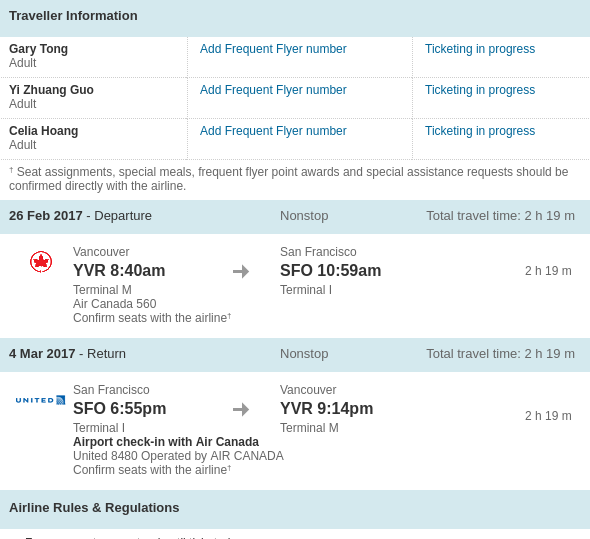 Traveller Information
Gary Tong Add Frequent Flyer number Ticketing in progress
Adult
Yi Zhuang Guo Add Frequent Flyer number Ticketing in progress
Adult
Celia Hoang Add Frequent Flyer number Ticketing in progress
Adult
† Seat assignments, special meals, frequent flyer point awards and special assistance requests should be
confirmed directly with the airline.
26 Feb 2017 - Departure Nonstop Total travel time: 2 h 19 m
Vancouver San Francisco
YVR 8:40am SFO 10:59am 2 h 19 m
Terminal M Terminal I
Air Canada 560
Confirm seats with the airline†
4 Mar 2017 - Return Nonstop Total travel time: 2 h 19 m
San Francisco Vancouver
UNITED SFO 6:55pm YVR 9:14pm 2 h 19 m
Terminal I Terminal M
Airport check-in with Air Canada
United 8480 Operated by AIR CANADA
Confirm seats with the airline†
Airline Rules & Regulations